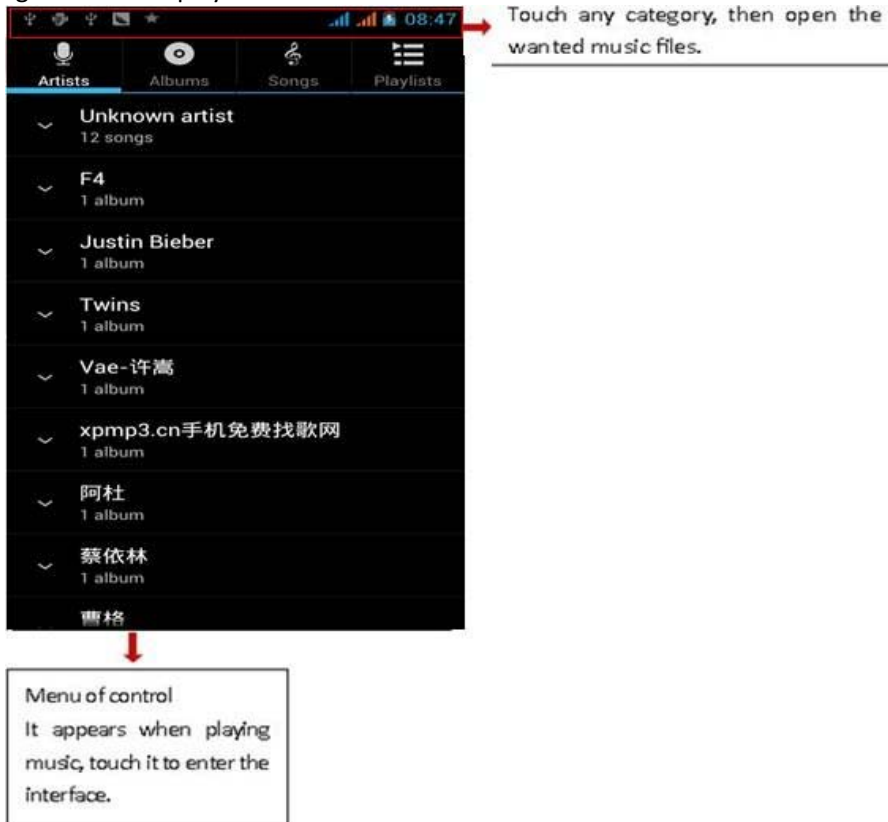 08:47
Touch any category, then open the
wanted music files.
Artists Albums Songs Playlists
Unknown artist
12 songs
F4
1 album
Justin Bieber
1 album
Twins
1 album
Vae-许嵩
1 album
xpmp3.cn手机免费找歌网
1 album
阿杜
1 album
蔡依林
1 album
曹格
Menu of control
It appears when playing
music, touch it to enter the
interface.